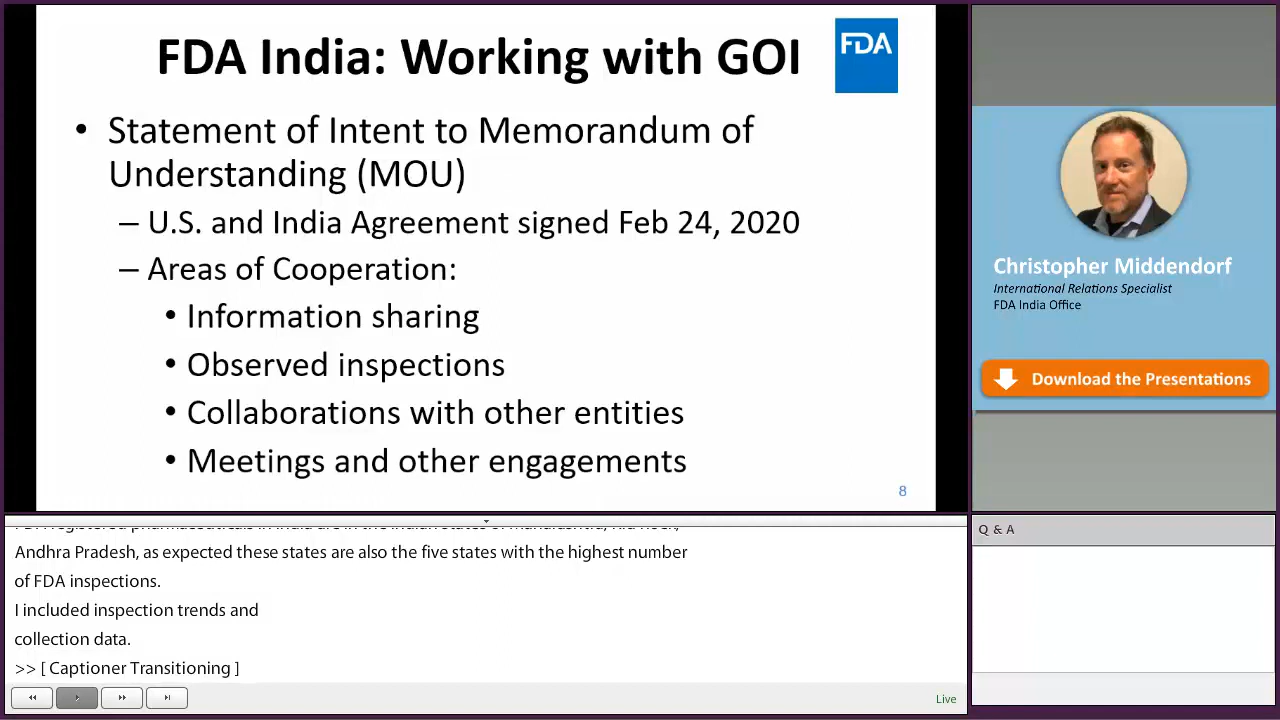 FDA India: Working with GOI
FDA
• Statement of Intent to Memorandum of
Understanding (MOU)
– U.S. and India Agreement signed Feb 24, 2020
– Areas of Cooperation:
• Information sharing
• Observed inspections
• Collaborations with other entities
• Meetings and other engagements
8
Christopher Middendorf
International Relations Specialist
FDA India Office
Download the Presentations
Andhra Pradesh, as expected these states are also the five states with the highest number
of FDA inspections.
I included inspection trends and
collection data.
>> [ Captioner Transitioning ]
Live
Q & A